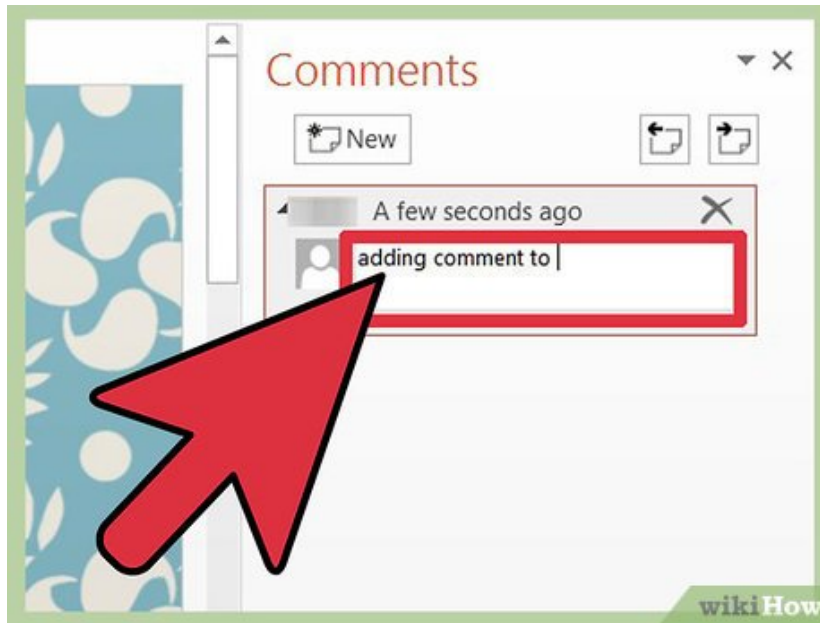 Comments
New
A few seconds ago
adding comment to
wikiHow